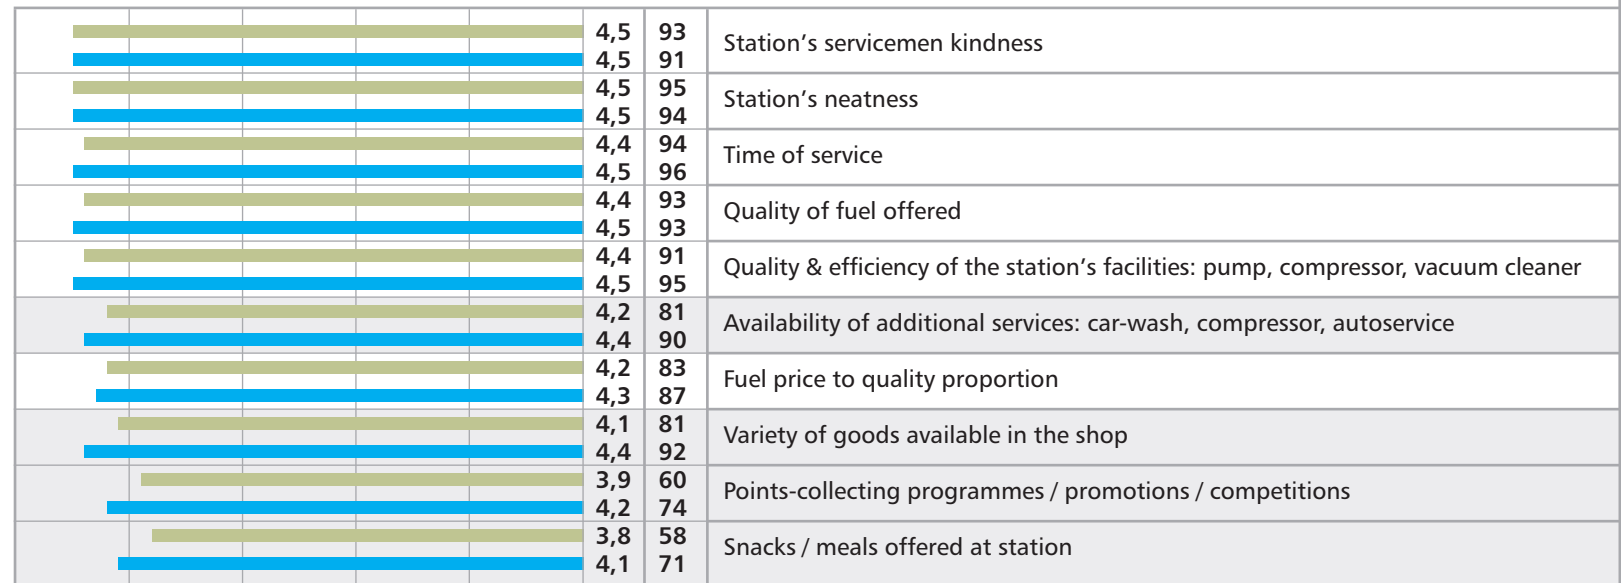 4,5 93
Station’s servicemen kindness
4,5 91
4,5 95
Station’s neatness
4,5 94
4,4 94
Time of service
4,5 96
4,4 93
Quality of fuel offered
4,5 93
4,4 91
Quality & efficiency of the station’s facilities: pump, compressor, vacuum cleaner
4,5 95
4,2 81
Availability of additional services: car-wash, compressor, autoservice
4,4 90
4,2 83
Fuel price to quality proportion
4,3 87
4,1 81
Variety of goods available in the shop
4,4 92
3,9 60
Points-collecting programmes / promotions / competitions
4,2 74
3,8 58
Snacks / meals offered at station
4,1 71